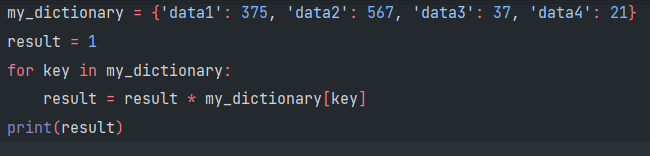 my_dictionary = {'data1': 375, 'data2': 567, 'data3': 37, 'data4': 21}
result = 1
for key in my_dictionary:
    result = result * my_dictionary[key]
print(result)